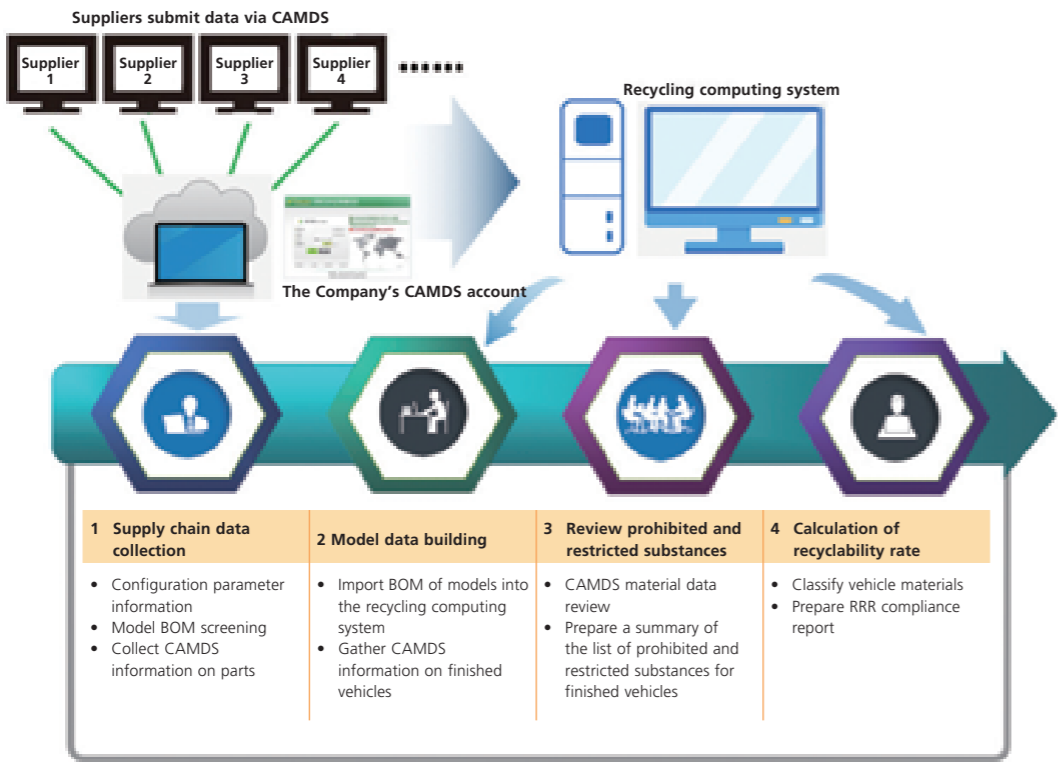 Suppliers submit data via CAMDS
Supplier
1
Supplier
2
Supplier
3
Supplier
4
Recycling computing system
The Company's CAMDS account
1 Supply chain data
collection
• Configuration parameter
information
• Model BOM screening
• Collect CAMDS
information on parts
2 Model data building
• Import BOM of models into
the recycling computing
system
• Gather CAMDS
information on finished
vehicles
3 Review prohibited and
restricted substances
• CAMDS material data
review
• Prepare a summary of
the list of prohibited and
restricted substances for
finished vehicles
4 Calculation of
recyclability rate
• Classify vehicle materials
• Prepare RRR compliance
report